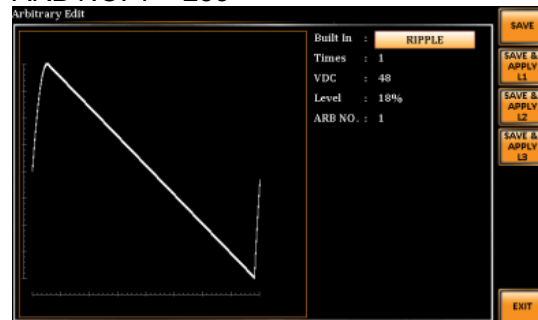 Arbitrary Edit
Built In : RIPPLE
Times : 1
VDC : 48
Level : 18%
ARB NO. : 1
SAVE
SAVE &
APPLY
L1
SAVE &
APPLY
L2
SAVE &
APPLY
L3
EXIT